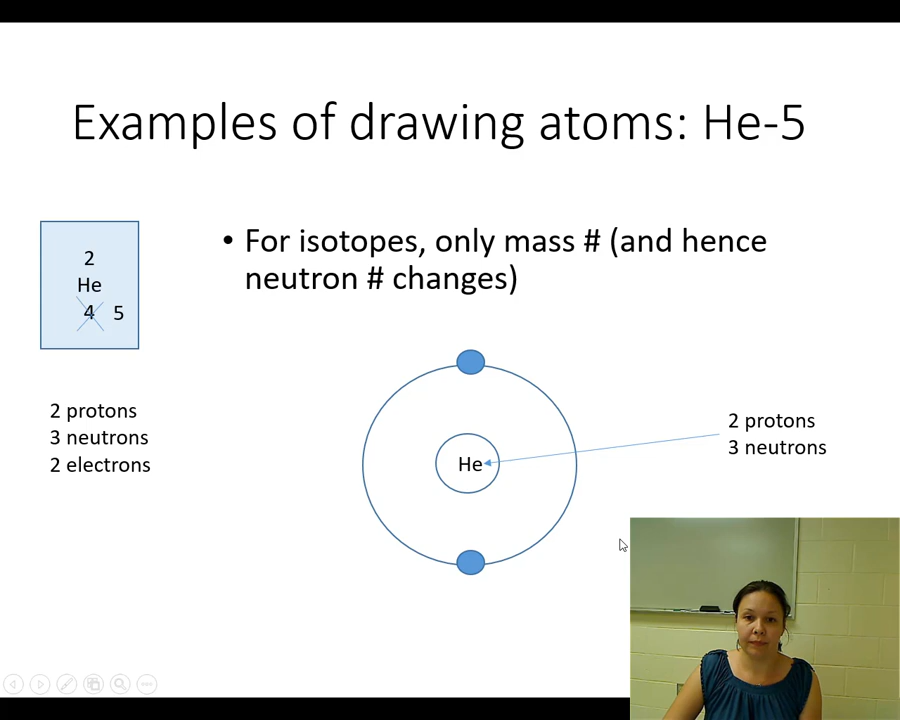 Examples of drawing atoms: He-5
2
He
4 5
• For isotopes, only mass # (and hence
neutron # changes)
2 protons
3 neutrons
2 electrons
He
2 protons
3 neutrons